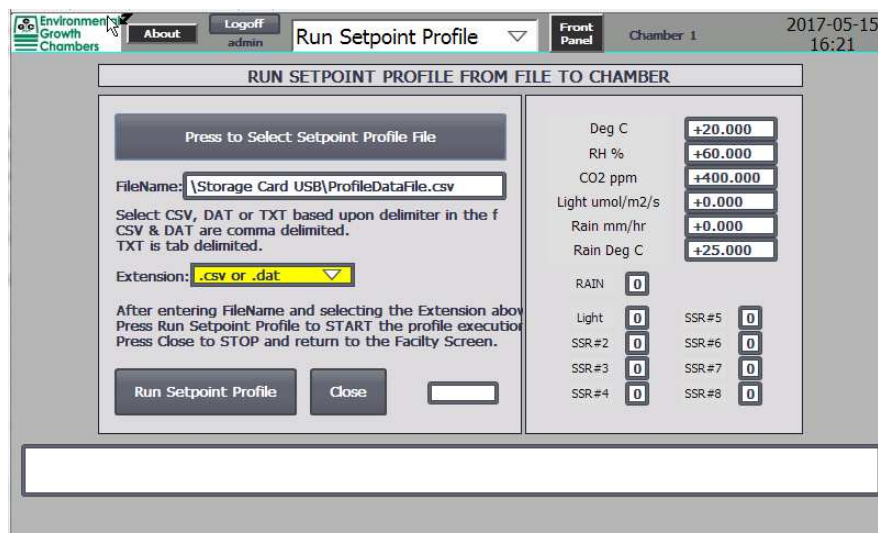 Environmental
Growth
Chambers
About
Logoff
admin
Run Setpoint Profile
Front
Panel
Chamber 1
2017-05-15
16:21
RUN SETPOINT PROFILE FROM FILE TO CHAMBER
Press to Select Setpoint Profile File
FileName: \Storage Card USB\ProfileDataFile.csv
Select CSV, DAT or TXT based upon delimiter in the f
CSV & DAT are comma delimited.
TXT is tab delimited.
Extension: .csv or .dat
After entering FileName and selecting the Extension abov
Press Run Setpoint Profile to START the profile execution
Press Close to STOP and return to the Facilty Screen.
Run Setpoint Profile Close
Deg C +20.000
RH % +60.000
CO2 ppm +400.000
Light umol/m2/s +0.000
Rain mm/hr +0.000
Rain Deg C +25.000
RAIN 0
Light 0 SSR#5 0
SSR#2 0 SSR#6 0
SSR#3 0 SSR#7 0
SSR#4 0 SSR#8 0